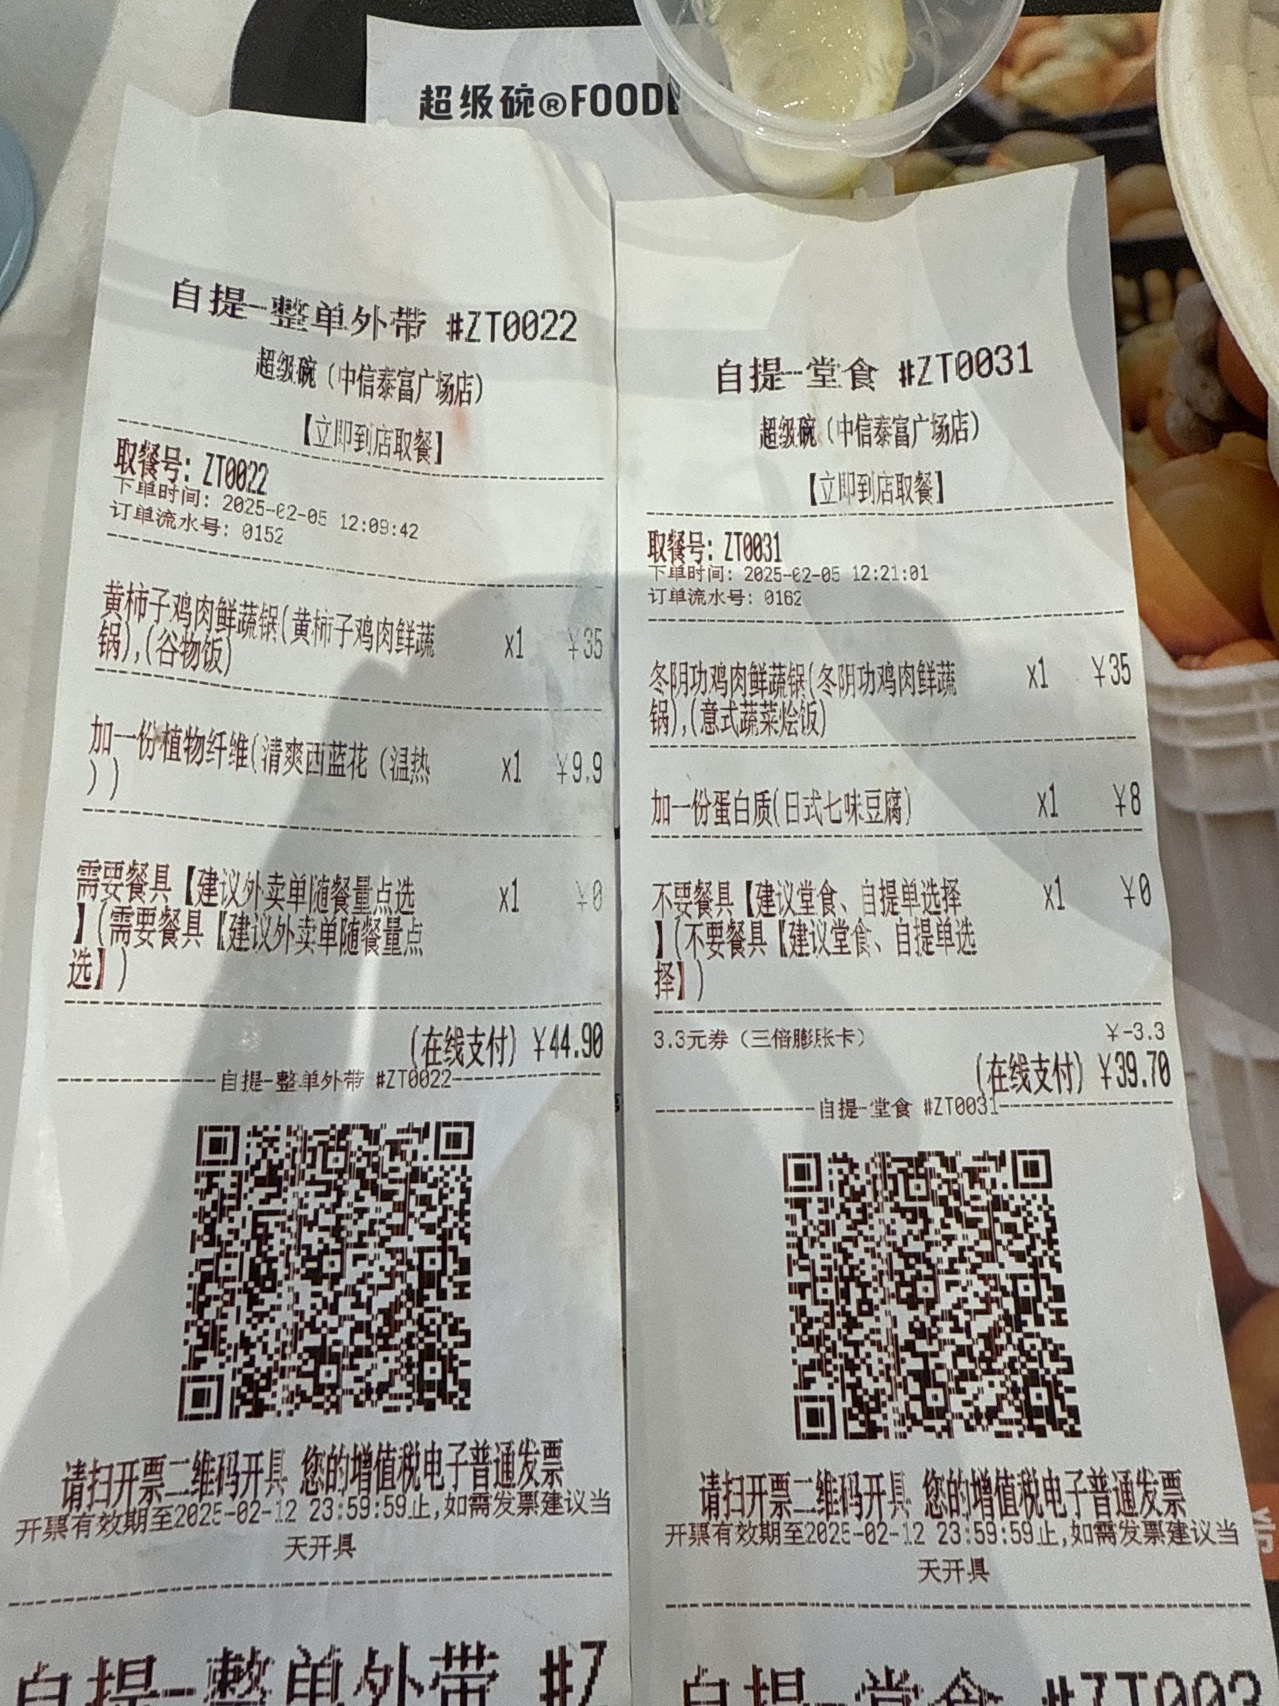 超级碗®FOOD
自提-整单外带 #ZT0022
超级碗(中信泰富广场店)
【立即到店取餐】
取餐号: ZT0022
下单时间: 2025-02-05 12:09:42
订单流水号: 0152
黄柿子鸡肉鲜蔬锅(黄柿子鸡肉鲜蔬 x1 ¥35
锅),(谷物饭)
加一份植物纤维(清爽西蓝花(温热 x1 ¥9.9
))
需要餐具【建议外卖单随餐量点选 x1 ¥0
】(需要餐具【建议外卖单随餐量点
选】)
(在线支付) ¥44.90
自提-整单外带 #ZT0022
请扫开票二维码开具 您的增值税电子普通发票
开票有效期至2025-02-12 23:59:59止,如需发票建议当
天开具
自提-整单外带 #Z
自提-堂食 #ZT0031
超级碗(中信泰富广场店)
【立即到店取餐】
取餐号: ZT0031
下单时间: 2025-02-05 12:21:01
订单流水号: 0162
冬阴功鸡肉鲜蔬锅(冬阴功鸡肉鲜蔬 x1 ¥35
锅),(意式蔬菜烩饭)
加一份蛋白质(日式七味豆腐) x1 ¥8
不要餐具【建议堂食、自提单选择 x1 ¥0
】(不要餐具【建议堂食、自提单选
择】)
3.3元券(三倍膨胀卡) ¥-3.3
(在线支付) ¥39.70
自提-堂食 #ZT0031
请扫开票二维码开具 您的增值税电子普通发票
开票有效期至2025-02-12 23:59:59止,如需发票建议当
天开具
自提-堂食 #ZT003